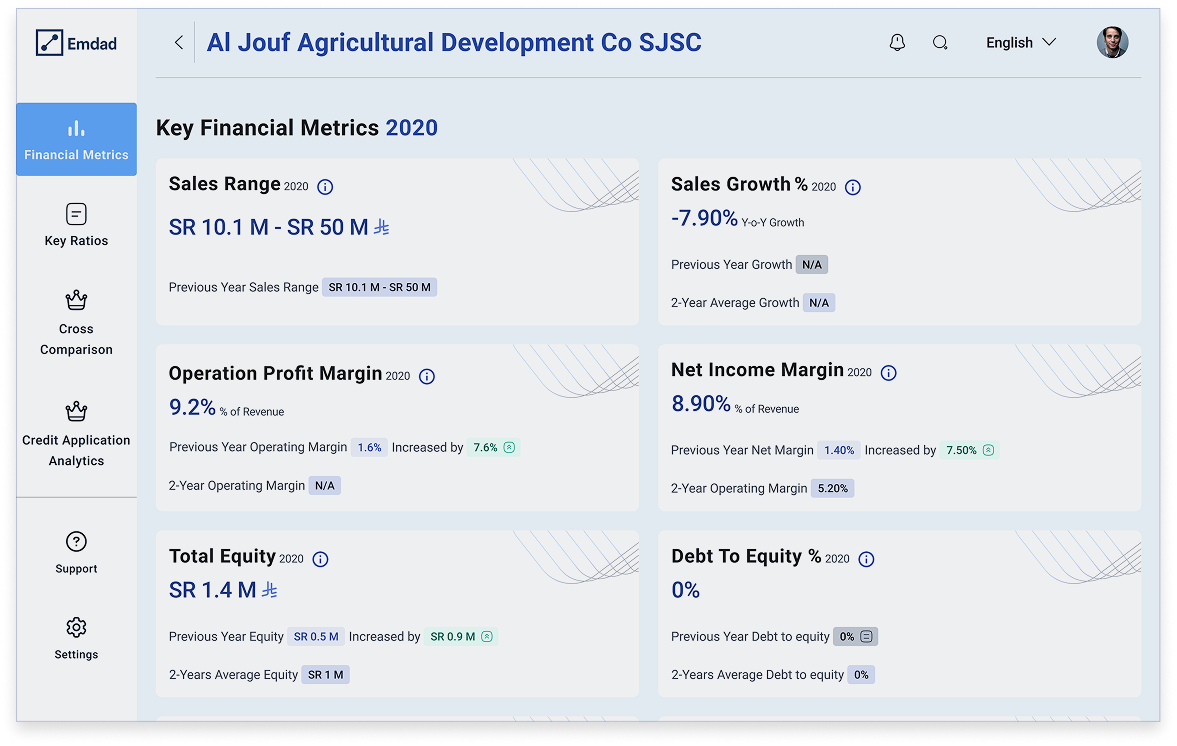 Emdad
Al Jouf Agricultural Development Co SJSC
English
Financial Metrics
Key Ratios
Cross
Comparison
Credit Application
Analytics
Support
Settings
Key Financial Metrics 2020
Sales Range 2020
SR 10.1 M - SR 50 M
Previous Year Sales Range SR 10.1 M - SR 50 M
Sales Growth % 2020
-7.90% Y-o-Y Growth
Previous Year Growth N/A
2-Year Average Growth N/A
Operation Profit Margin 2020
9.2% % of Revenue
Previous Year Operating Margin 1.6% Increased by 7.6%
2-Year Operating Margin N/A
Net Income Margin 2020
8.90% % of Revenue
Previous Year Net Margin 1.40% Increased by 7.50%
2-Year Operating Margin 5.20%
Total Equity 2020
SR 1.4 M
Previous Year Equity SR 0.5 M Increased by SR 0.9 M
2-Years Average Equity SR 1 M
Debt To Equity % 2020
0%
Previous Year Debt to equity 0%
2-Years Average Debt to equity 0%